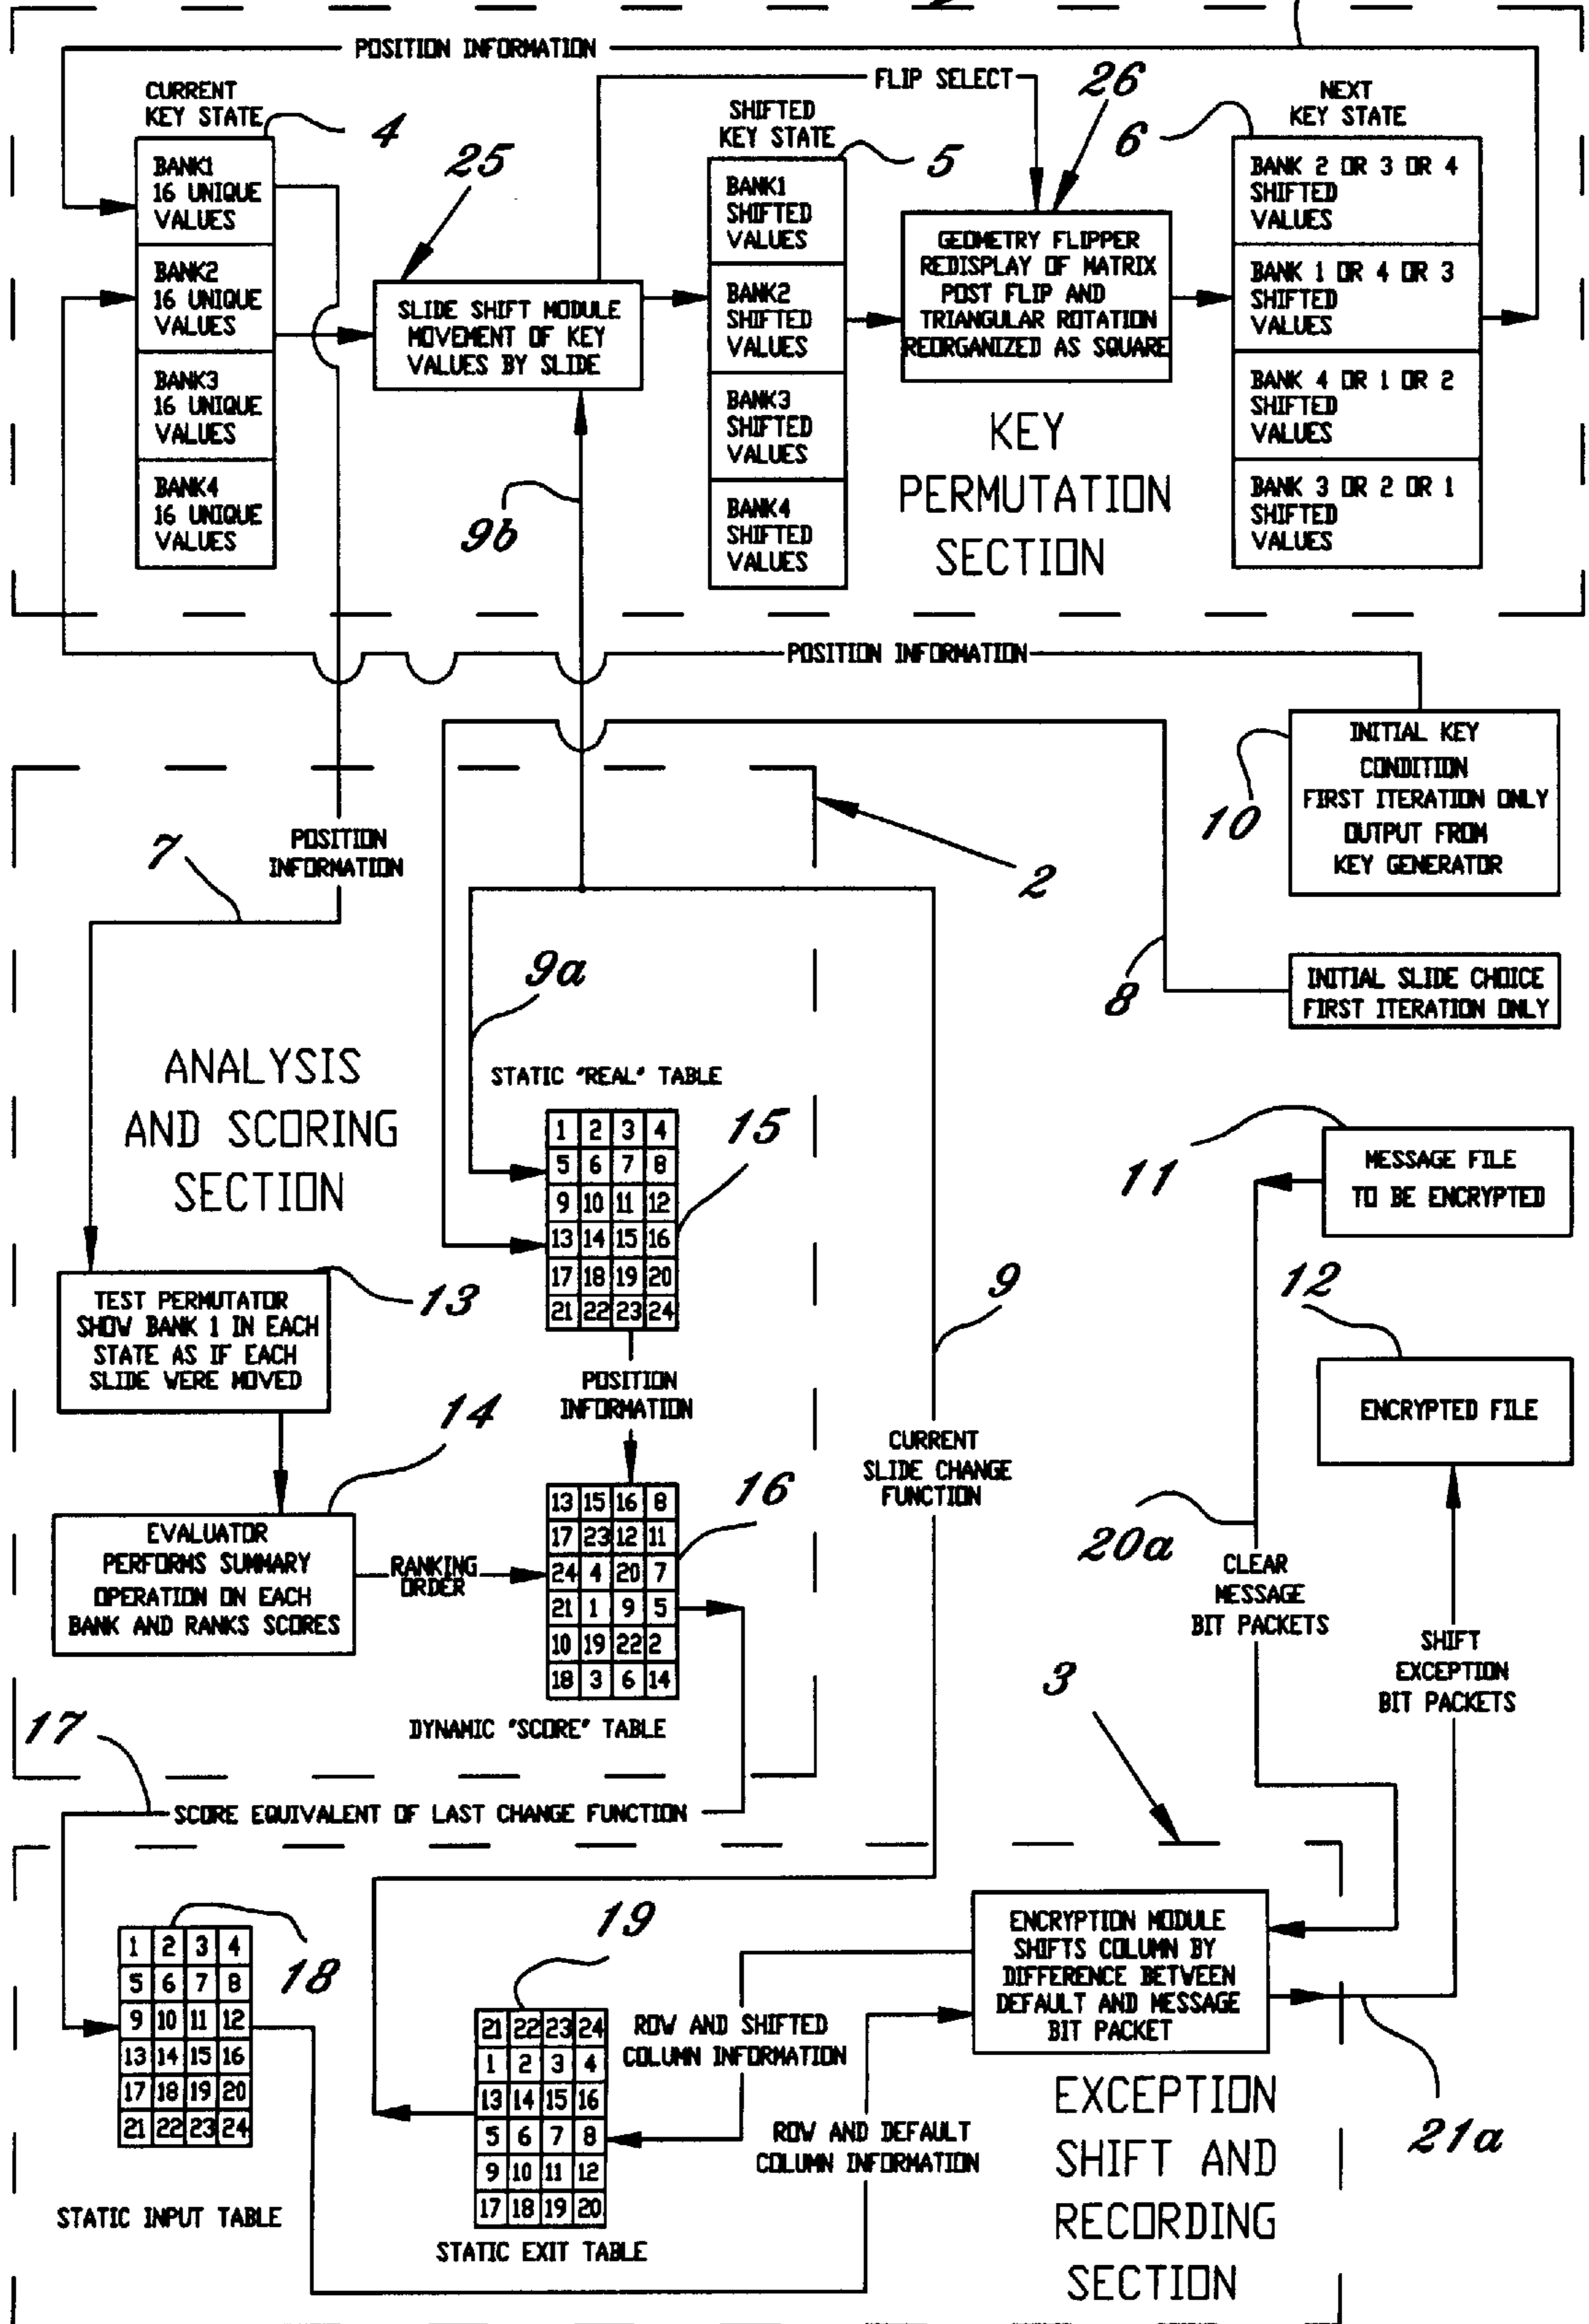 POSITION INFORMATION
FLIP SELECT
26
CURRENT
KEY STATE
4
25
SHIFTED
KEY STATE
5
6
NEXT
KEY STATE
BANK1
16 UNIQUE
VALUES
BANK2
16 UNIQUE
VALUES
BANK3
16 UNIQUE
VALUES
BANK4
16 UNIQUE
VALUES
SLIDE SHIFT MODULE
MOVEMENT OF KEY
VALUES BY SLIDE
9b
BANK1
SHIFTED
VALUES
BANK2
SHIFTED
VALUES
BANK3
SHIFTED
VALUES
BANK4
SHIFTED
VALUES
GEOMETRY FLIPPER
REDISPLAY OF MATRIX
POST FLIP AND
TRIANGULAR ROTATION
REORGANIZED AS SQUARE
KEY
PERMUTATION
SECTION
BANK 2 OR 3 OR 4
SHIFTED
VALUES
BANK 1 OR 4 OR 3
SHIFTED
VALUES
BANK 4 OR 1 OR 2
SHIFTED
VALUES
BANK 3 OR 2 OR 1
SHIFTED
VALUES
POSITION INFORMATION
INITIAL KEY
CONDITION
FIRST ITERATION ONLY
OUTPUT FROM
KEY GENERATOR
10
7
POSITION
INFORMATION
2
9a
8
INITIAL SLIDE CHOICE
FIRST ITERATION ONLY
ANALYSIS
AND SCORING
SECTION
STATIC "REAL" TABLE
15
1 2 3 4
5 6 7 8
9 10 11 12
13 14 15 16
17 18 19 20
21 22 23 24
11
MESSAGE FILE
TO BE ENCRYPTED
9
12
ENCRYPTED FILE
TEST PERMUTATOR
SHOW BANK 1 IN EACH
STATE AS IF EACH
SLIDE WERE MOVED
13
POSITION
INFORMATION
14
CURRENT
SLIDE CHANGE
FUNCTION
EVALUATOR
PERFORMS SUMMARY
OPERATION ON EACH
BANK AND RANKS SCORES
RANKING
ORDER
16
13 15 16 8
17 23 12 11
24 4 20 7
21 1 9 5
10 19 22 2
18 3 6 14
DYNAMIC "SCORE" TABLE
20a
CLEAR
MESSAGE
BIT PACKETS
SHIFT
EXCEPTION
BIT PACKETS
3
17
SCORE EQUIVALENT OF LAST CHANGE FUNCTION
18
1 2 3 4
5 6 7 8
9 10 11 12
13 14 15 16
17 18 19 20
21 22 23 24
STATIC INPUT TABLE
19
21 22 23 24
1 2 3 4
13 14 15 16
5 6 7 8
9 10 11 12
17 18 19 20
STATIC EXIT TABLE
ROW AND SHIFTED
COLUMN INFORMATION
ROW AND DEFAULT
COLUMN INFORMATION
ENCRYPTION MODULE
SHIFTS COLUMN BY
DIFFERENCE BETWEEN
DEFAULT AND MESSAGE
BIT PACKET
21a
EXCEPTION
SHIFT AND
RECORDING
SECTION